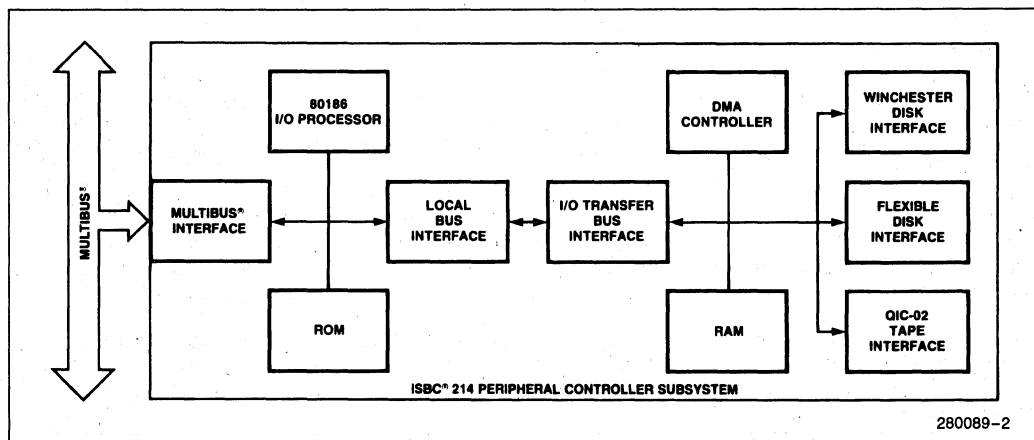 MULTIBUS®
80186
I/O PROCESSOR
DMA
CONTROLLER
WINCHESTER
DISK
INTERFACE
MULTIBUS®
INTERFACE
LOCAL
BUS
INTERFACE
I/O TRANSFER
BUS
INTERFACE
FLEXIBLE
DISK
INTERFACE
ROM
RAM
QIC-02
TAPE
INTERFACE
ISBC® 214 PERIPHERAL CONTROLLER SUBSYSTEM
280089–2